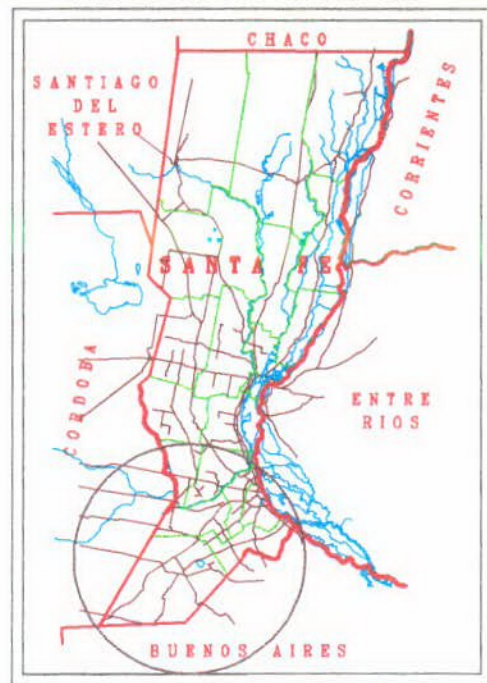 CHACO
SANTIAGO
DEL
ESTERO
CORRIENTES
SANTA FE
CORDOBA
ENTRE
RIOS
BUENOS AIRES